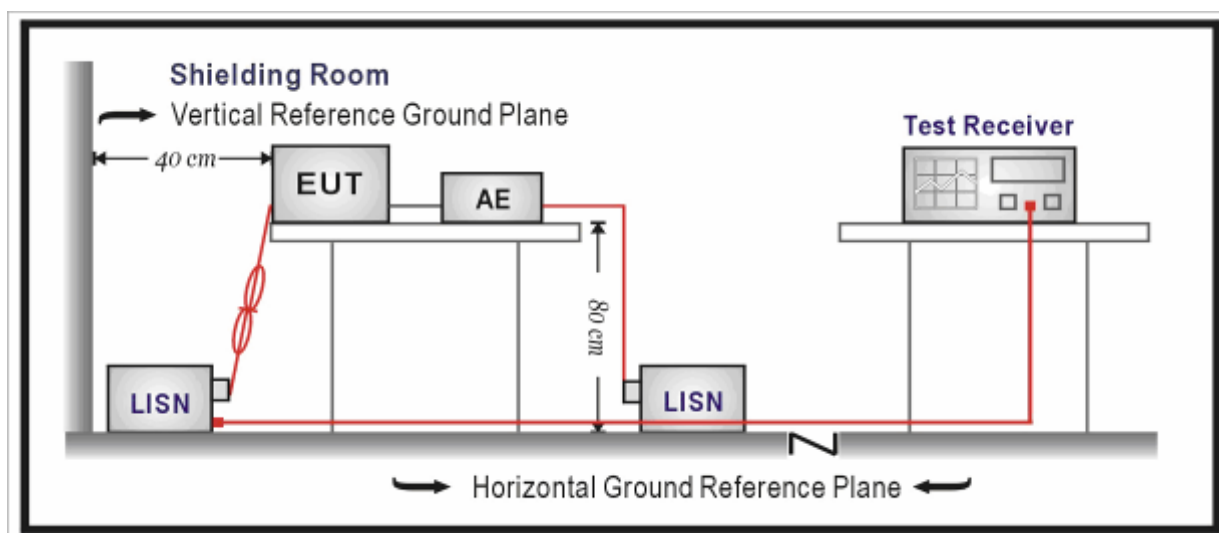 Shielding Room
Vertical Reference Ground Plane
40 cm
EUT
AE
Test Receiver
80 cm
LISN
LISN
Horizontal Ground Reference Plane